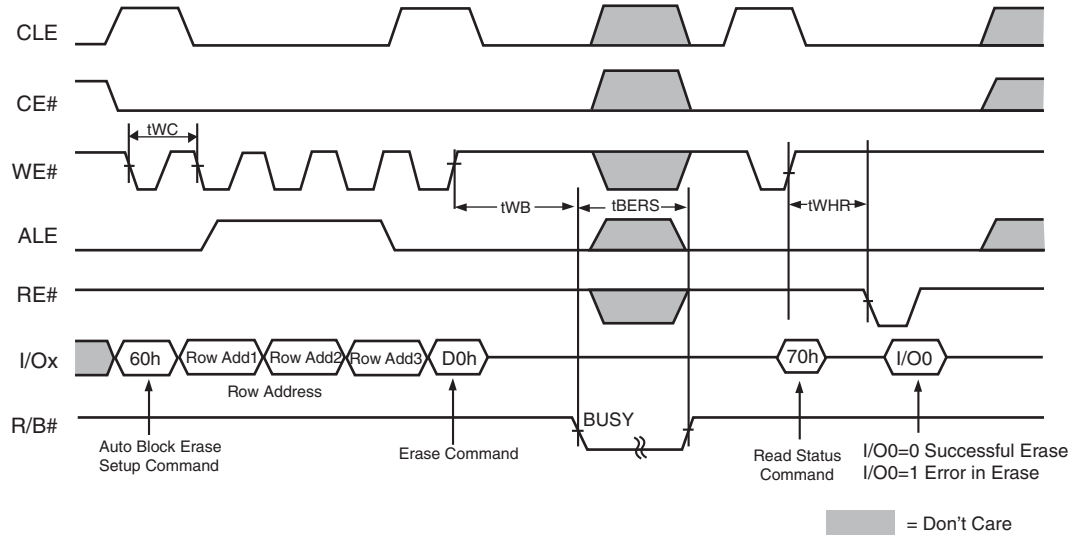 CLE
CE#
tWC
WE#
tWB
tBERS
tWHR
ALE
RE#
I/Ox
60h
Row Add1
Row Add2
Row Add3
D0h
70h
I/O0
Row Address
R/B#
BUSY
Auto Block Erase
Setup Command
Erase Command
Read Status
Command
I/O0=0 Successful Erase
I/O0=1 Error in Erase
= Don't Care